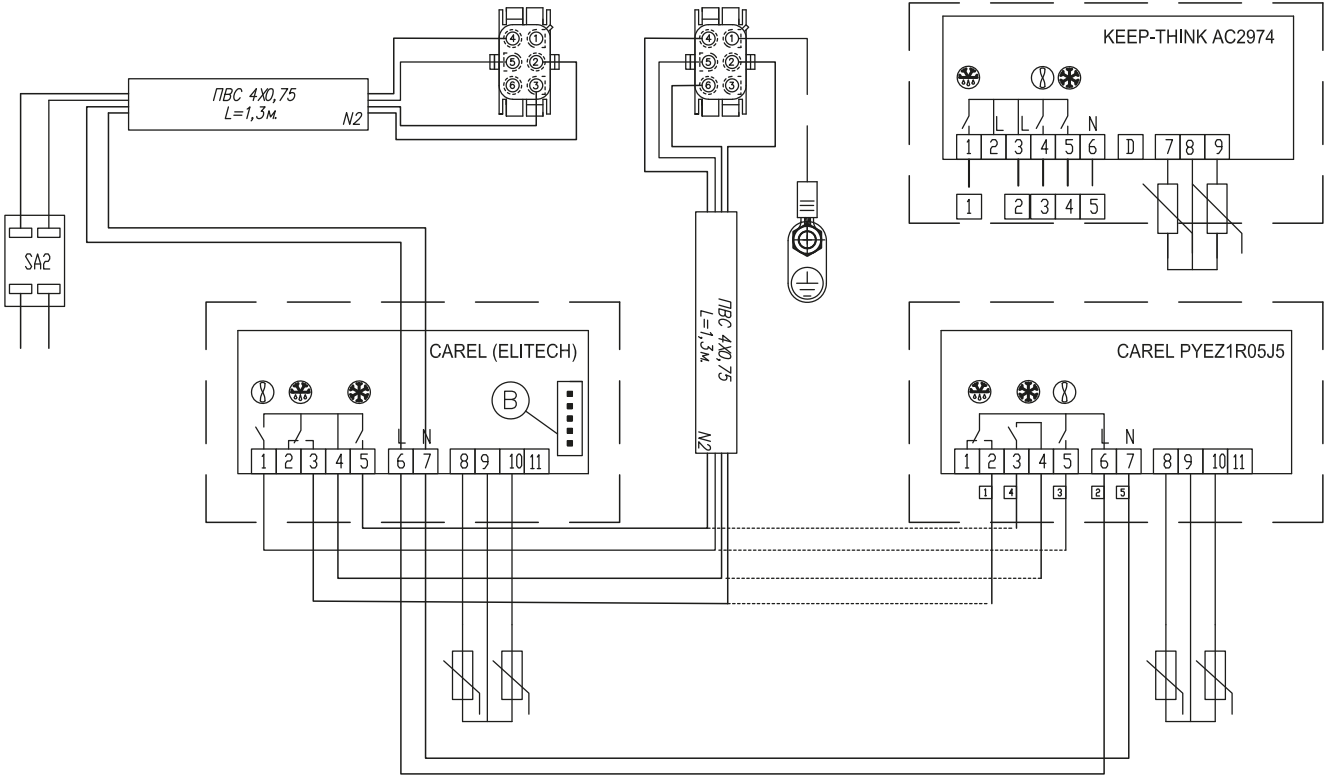 4 1
5 2
6 3
ПВС 4X0,75
L=1,3м.
N2
SA2
4 1
5 2
6 3
ПВС 4X0,75
L=1,3м.
N2
KEEP-THINK AC2974
L L N
1 2 3 4 5 6 D 7 8 9
1 2 3 4 5
CAREL (ELITECH)
B
L N
1 2 3 4 5 6 7 8 9 10 11
CAREL PYEZ1R05J5
L N
1 2 3 4 5 6 7 8 9 10 11
1 4 3 2 5